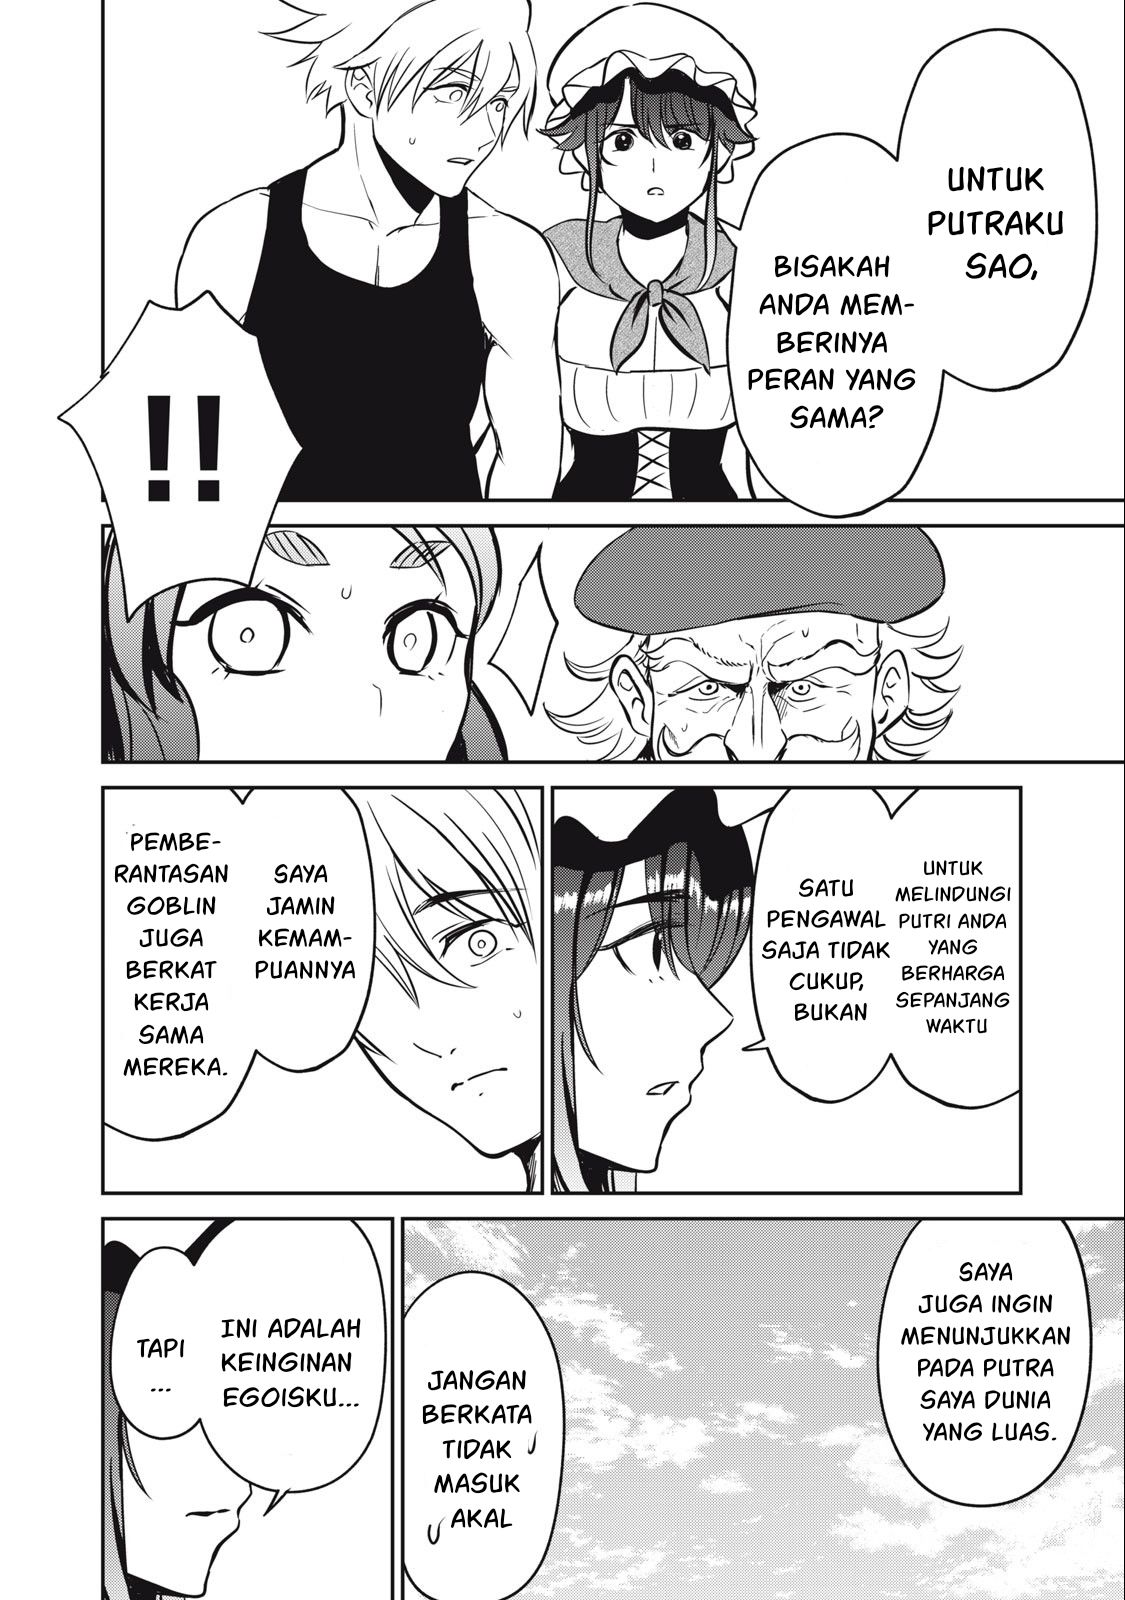 UNTUK
PUTRAKU
SAO,
BISAKAH
ANDA MEM-
BERINYA
PERAN YANG
SAMA?
!!
UNTUK
MELINDUNGI
PUTRI ANDA
YANG
BERHARGA
SEPANJANG
WAKTU
SATU
PENGAWAL
SAJA TIDAK
CUKUP,
BUKAN
SAYA
JAMIN
KEMAM-
PUANNYA
PEMBE-
RANTASAN
GOBLIN
JUGA
BERKAT
KERJA
SAMA
MEREKA.
SAYA
JUGA INGIN
MENUNJUKKAN
PADA PUTRA
SAYA DUNIA
YANG LUAS.
JANGAN
BERKATA
TIDAK
MASUK
AKAL
INI ADALAH
KEINGINAN
EGOISKU...
TAPI
...